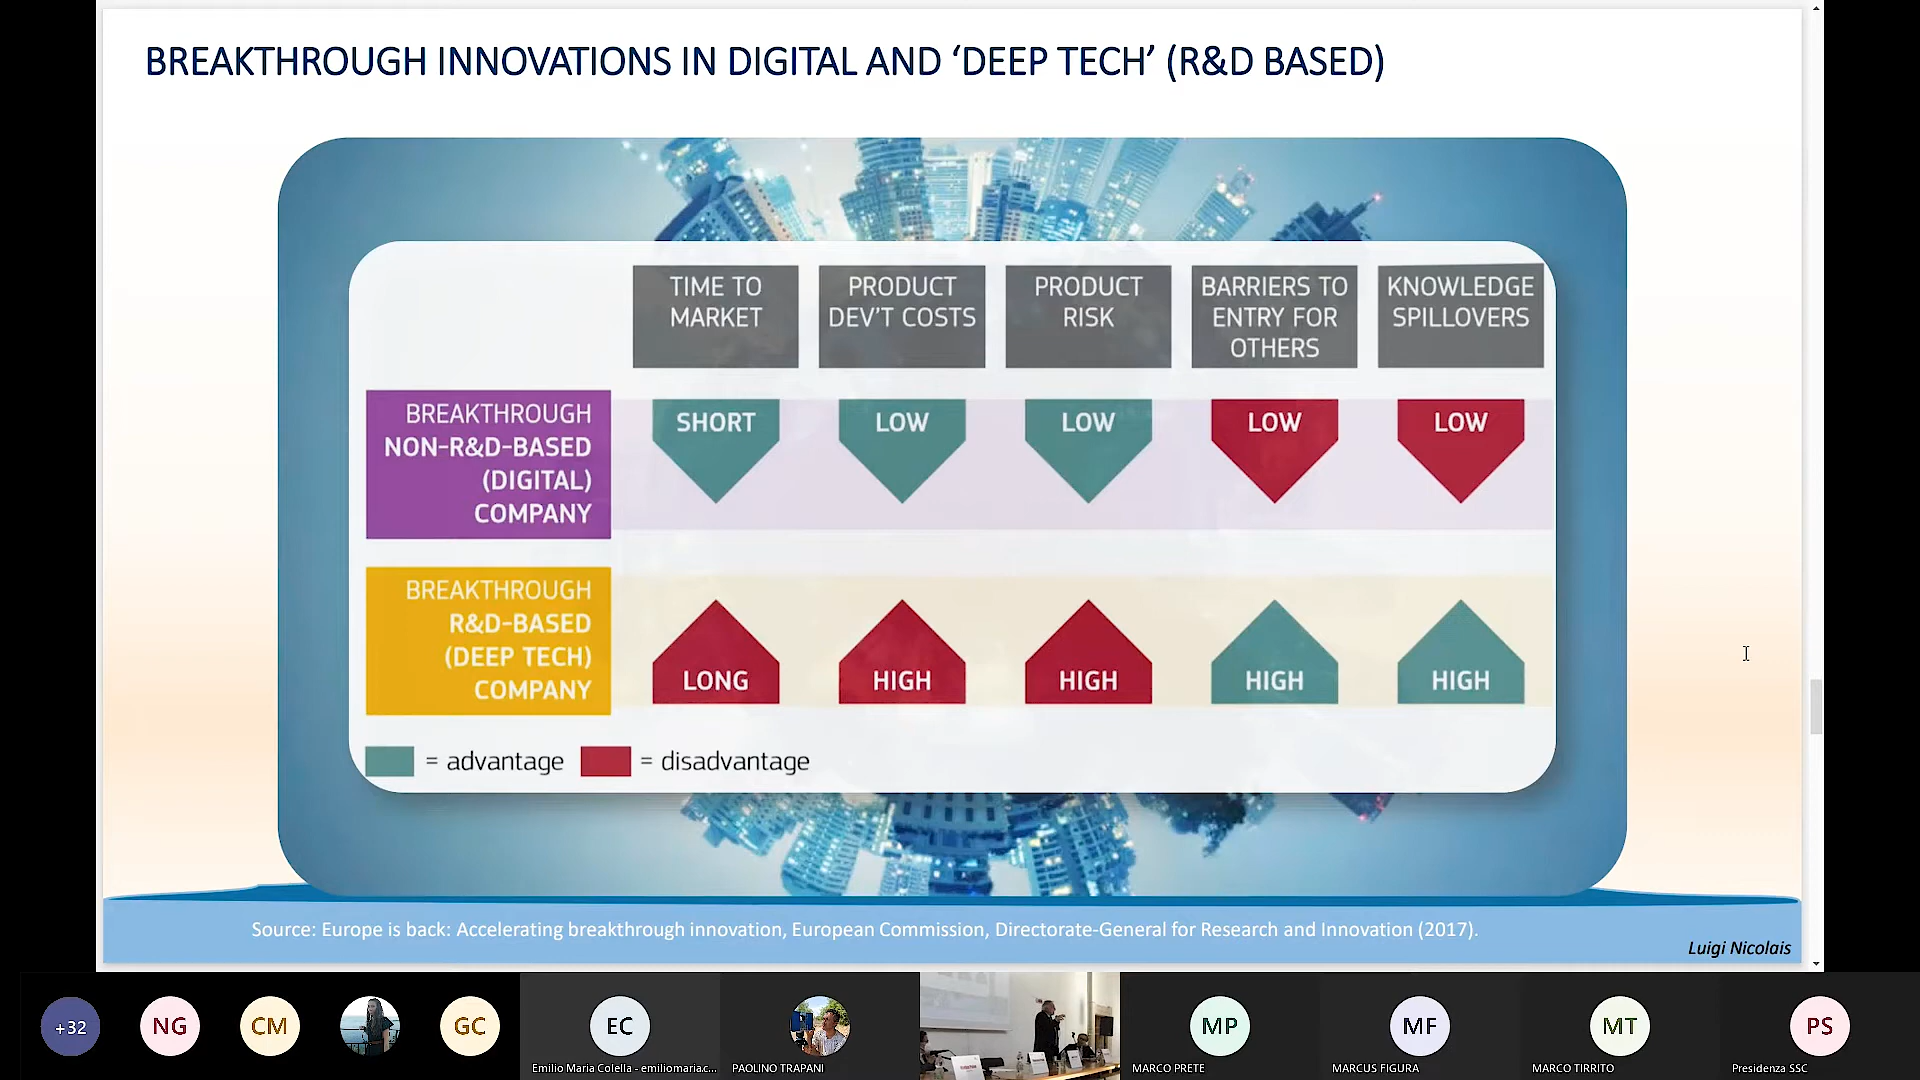 BREAKTHROUGH INNOVATIONS IN DIGITAL AND ‘DEEP TECH’ (R&D BASED)
TIME TO
MARKET
PRODUCT
DEV'T COSTS
PRODUCT
RISK
BARRIERS TO
ENTRY FOR
OTHERS
KNOWLEDGE
SPILLOVERS
BREAKTHROUGH
NON-R&D-BASED
(DIGITAL)
COMPANY
SHORT
LOW
LOW
LOW
LOW
BREAKTHROUGH
R&D-BASED
(DEEP TECH)
COMPANY
LONG
HIGH
HIGH
HIGH
HIGH
= advantage
= disadvantage
Source: Europe is back: Accelerating breakthrough innovation, European Commission, Directorate-General for Research and Innovation (2017).
Luigi Nicolais
+32
NG
CM
GC
EC
Emilio Maria Colella - emiliomaria.c...
PAOLINO TRAPANI
MP
MARCO PRETE
MF
MARCUS FIGURA
MT
MARCO TIRRITO
PS
Presidenza SSC